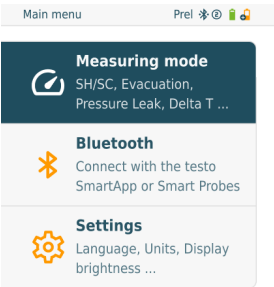 Main menu Prel ②
Measuring mode
SH/SC, Evacuation,
Pressure Leak, Delta T ...
Bluetooth
Connect with the testo
SmartApp or Smart Probes
Settings
Language, Units, Display
brightness ...